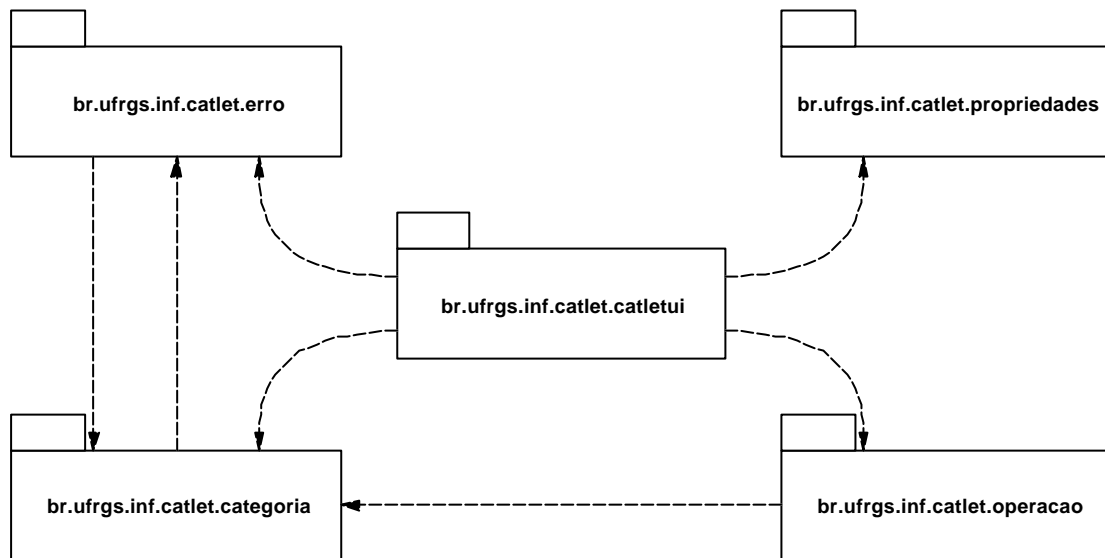 br.ufrgs.inf.catlet.erro
br.ufrgs.inf.catlet.propriedades
br.ufrgs.inf.catlet.catletui
br.ufrgs.inf.catlet.categoria
br.ufrgs.inf.catlet.operacao